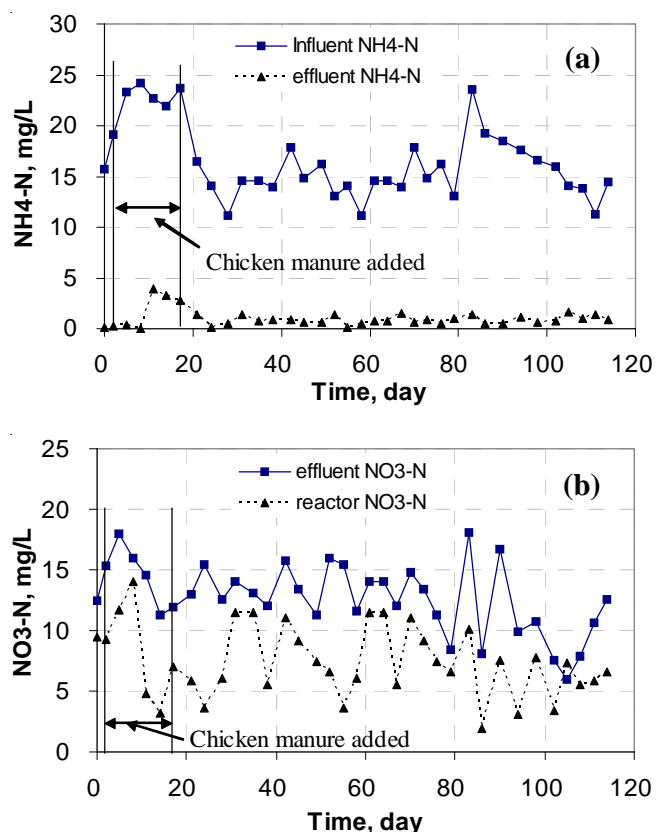 30
25
20
15
10
5
0
NH4-N, mg/L
Influent NH4-N
effluent NH4-N
(a)
Chicken manure added
0 20 40 60 80 100 120
Time, day
25
20
15
10
5
0
NO3-N, mg/L
effluent NO3-N
reactor NO3-N
(b)
Chicken manure added
0 20 40 60 80 100 120
Time, day